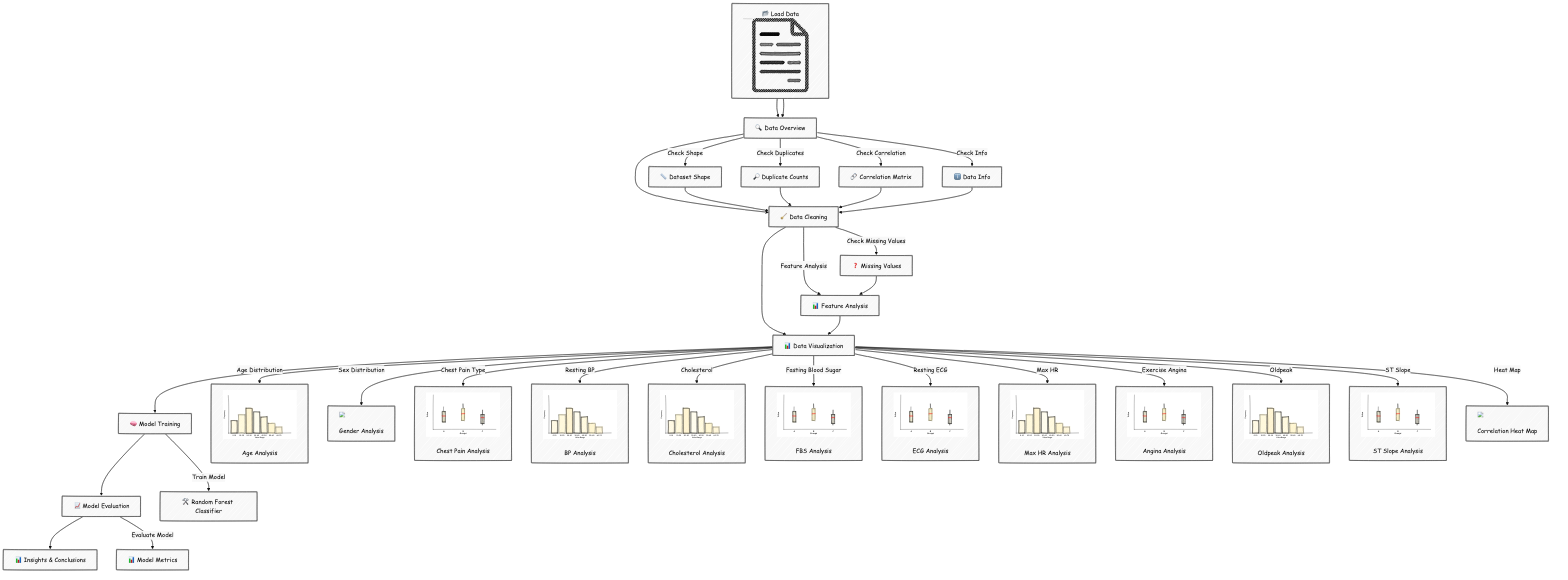 Load Data
Data Overview
Check Shape
Check Duplicates
Check Correlation
Check Info
Dataset Shape
Duplicate Counts
Correlation Matrix
Data Info
Data Cleaning
Check Missing Values
Feature Analysis
Missing Values
Feature Analysis
Data Visualization
Age Distribution
Sex Distribution
Chest Pain Type
Resting BP
Cholesterol
Fasting Blood Sugar
Resting ECG
Max HR
Exercise Angina
Oldpeak
ST Slope
Heat Map
Model Training
Age Analysis
Gender Analysis
Chest Pain Analysis
BP Analysis
Cholesterol Analysis
FBS Analysis
ECG Analysis
Max HR Analysis
Angina Analysis
Oldpeak Analysis
ST Slope Analysis
Correlation Heat Map
Train Model
Model Evaluation
Random Forest
Classifier
Evaluate Model
Insights & Conclusions
Model Metrics